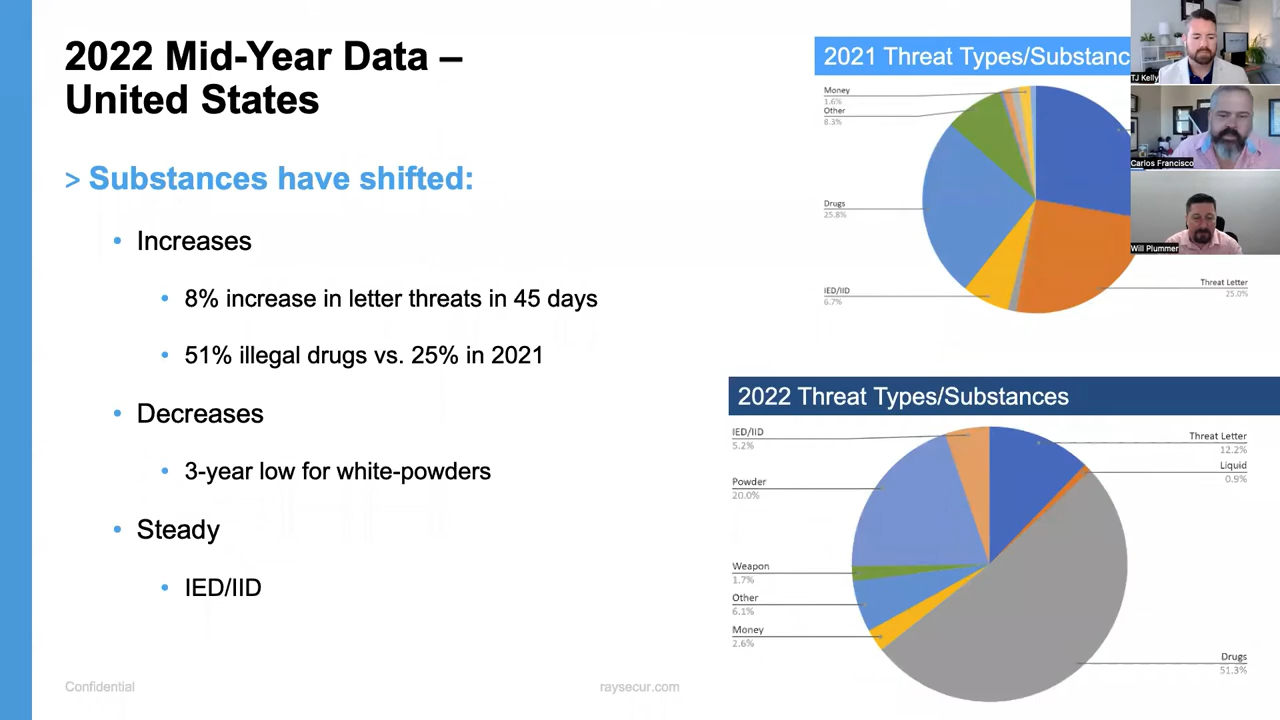 2022 Mid-Year Data –
United States
> Substances have shifted:
• Increases
• 8% increase in letter threats in 45 days
• 51% illegal drugs vs. 25% in 2021
• Decreases
• 3-year low for white-powders
• Steady
• IED/IID
2021 Threat Types/Substanc
Money
1.6%
Other
8.3%
Drugs
25.8%
IED/IID
6.7%
Threat Letter
25.0%
TJ Kelly
Carlos Francisco
Will Plummer
2022 Threat Types/Substances
IED/IID
5.2%
Powder
20.0%
Weapon
1.7%
Other
6.1%
Money
2.6%
Threat Letter
12.2%
Liquid
0.9%
Drugs
51.3%
Confidential
raysecur.com